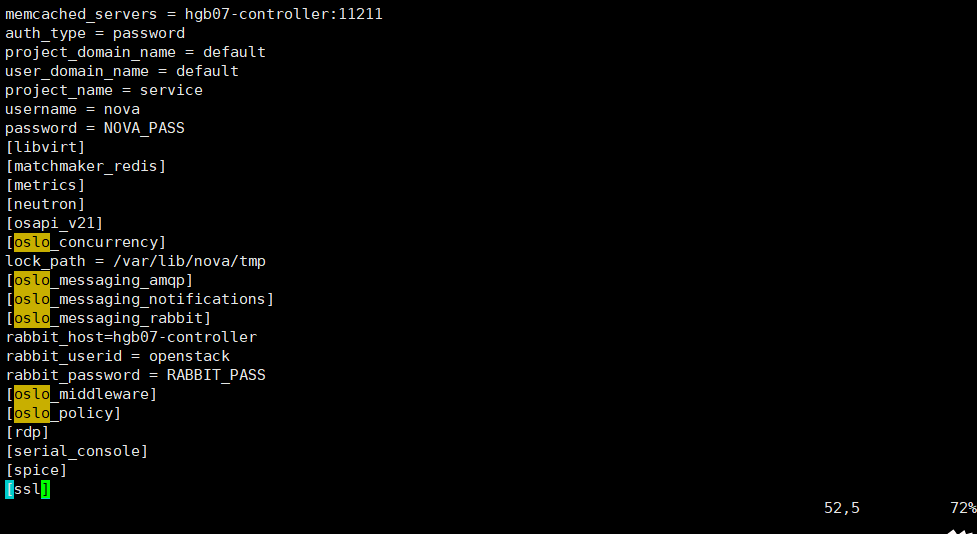 memcached_servers = hgb07-controller:11211
auth_type = password
project_domain_name = default
user_domain_name = default
project_name = service
username = nova
password = NOVA_PASS
[libvirt]
[matchmaker_redis]
[metrics]
[neutron]
[osapi_v21]
[oslo_concurrency]
lock_path = /var/lib/nova/tmp
[oslo_messaging_amqp]
[oslo_messaging_notifications]
[oslo_messaging_rabbit]
rabbit_host=hgb07-controller
rabbit_userid = openstack
rabbit_password = RABBIT_PASS
[oslo_middleware]
[oslo_policy]
[rdp]
[serial_console]
[spice]
[ssl]
52,5 72%